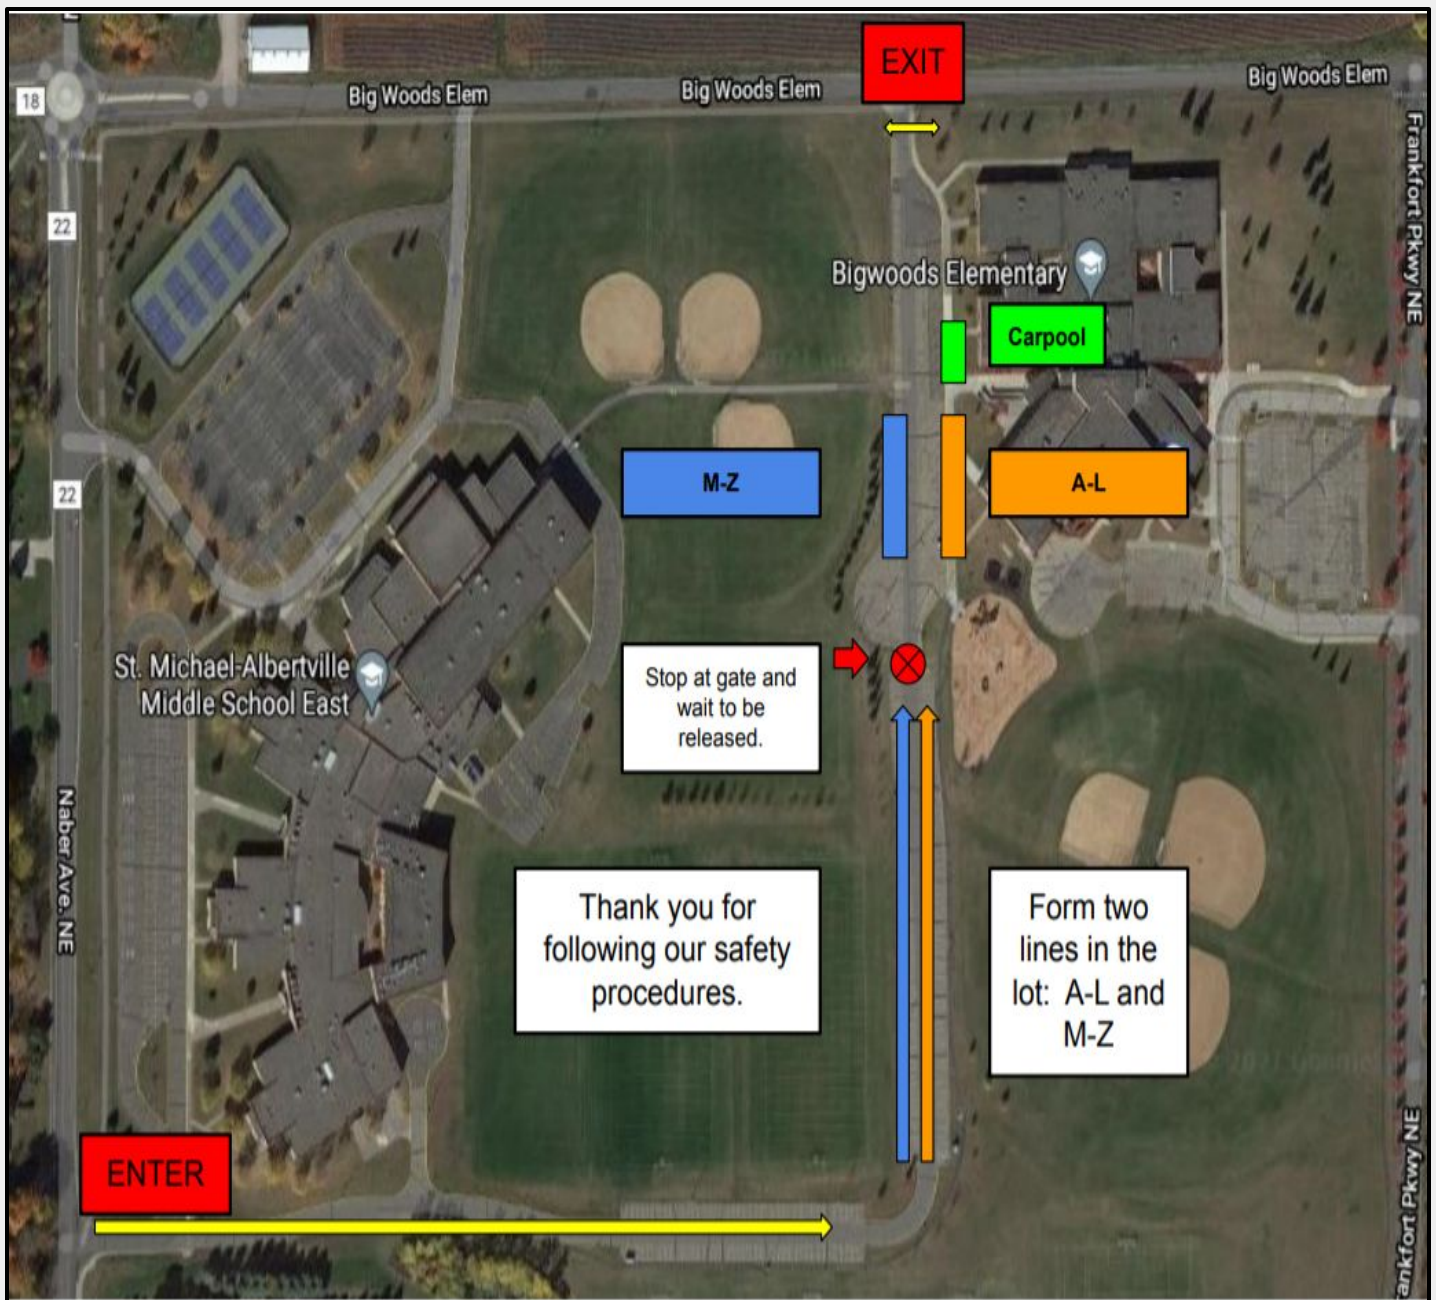 EXIT
Big Woods Elem
Big Woods Elem
Big Woods Elem
18
Frankfort Pkwy NE
22
Bigwoods Elementary
Carpool
M-Z
A-L
22
St. Michael-Albertville
Middle School East
Stop at gate and
wait to be
released.
Naber Ave. NE
Thank you for
following our safety
procedures.
Form two
lines in the
lot: A-L and
M-Z
ENTER
ankfort Pkwy NE